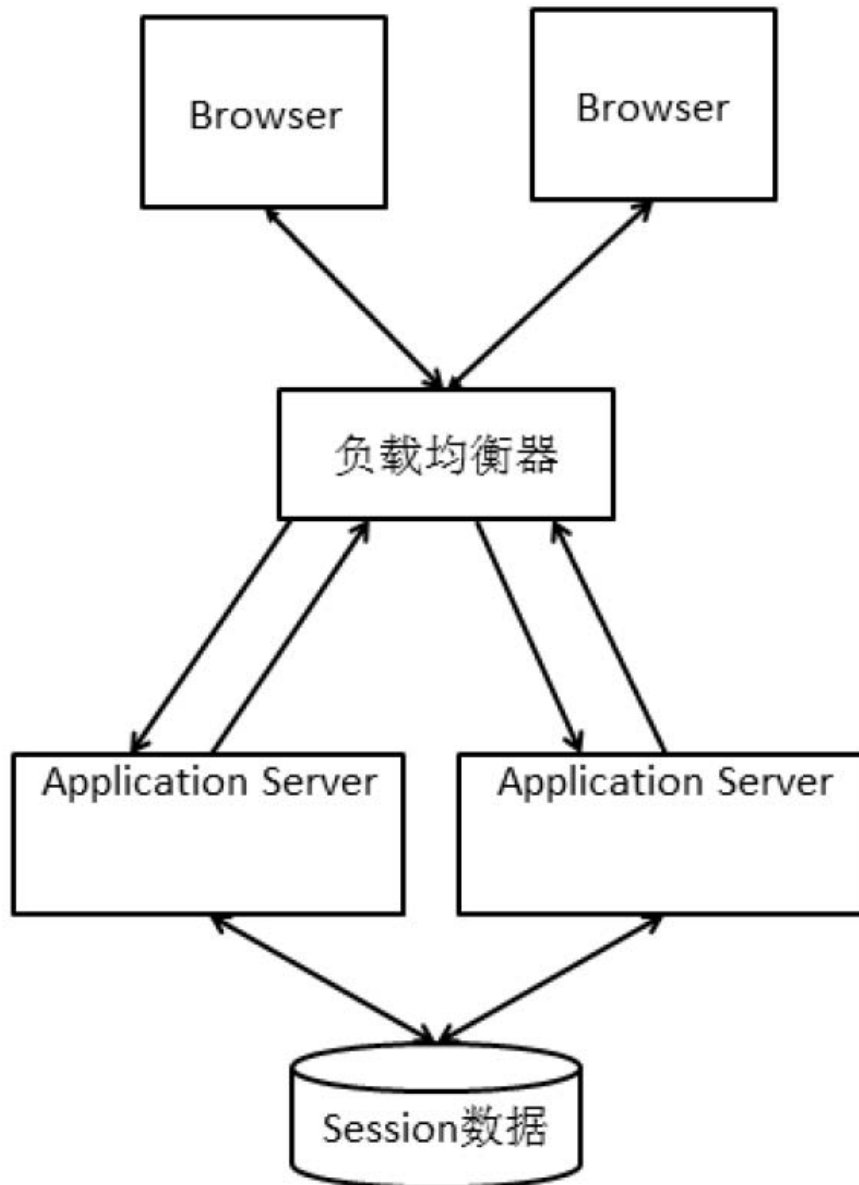 Browser
Browser
负载均衡器
Application Server
Application Server
Session数据